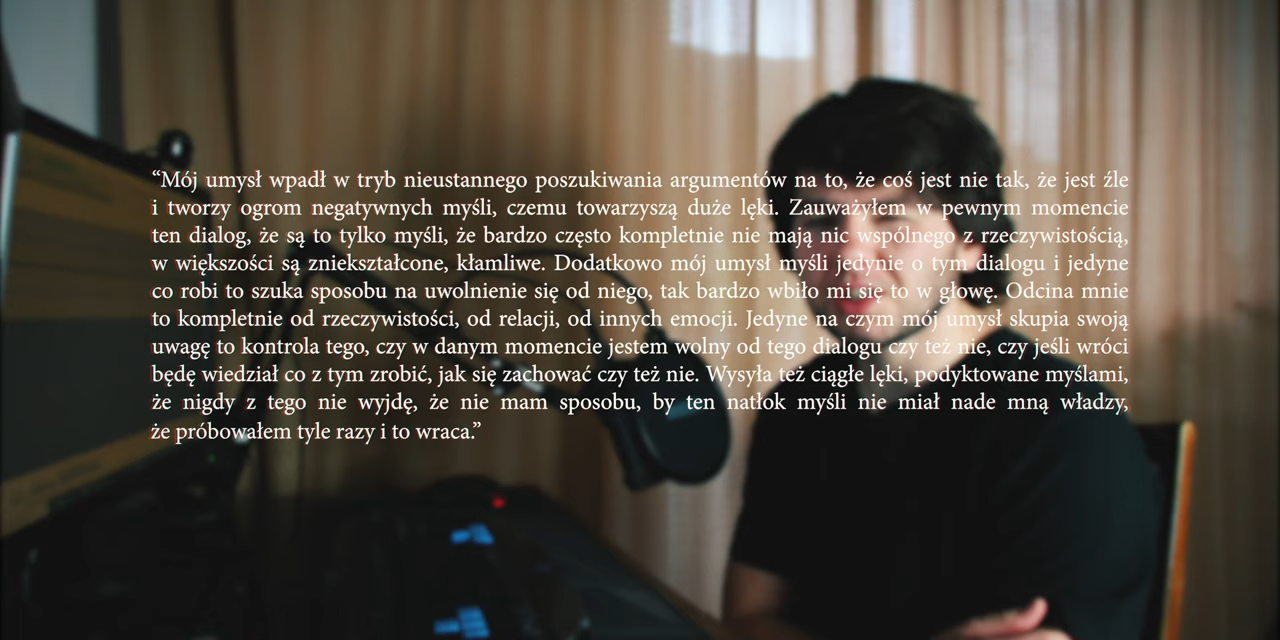 “Mój umysł wpadł w tryb nieustannego poszukiwania argumentów na to, że coś jest nie tak, że jest źle
i tworzy ogrom negatywnych myśli, czemu towarzyszą duże lęki. Zauważyłem w pewnym momencie
ten dialog, że są to tylko myśli, że bardzo często kompletnie nie mają nic wspólnego z rzeczywistością,
w większości są zniekształcone, kłamliwe. Dodatkowo mój umysł myśli jedynie o tym dialogu i jedyne
co robi to szuka sposobu na uwolnienie się od niego, tak bardzo wbiło mi się to w głowę. Odcina mnie
to kompletnie od rzeczywistości, od relacji, od innych emocji. Jedyne na czym mój umysł skupia swoją
uwagę to kontrola tego, czy w danym momencie jestem wolny od tego dialogu czy też nie, czy jeśli wróci
będę wiedział co z tym zrobić, jak się zachować czy też nie. Wysyła też ciągłe lęki, podyktowane myślami,
że nigdy z tego nie wyjdę, że nie mam sposobu, by ten natłok myśli nie miał nade mną władzy,
że próbowałem tyle razy i to wraca.”